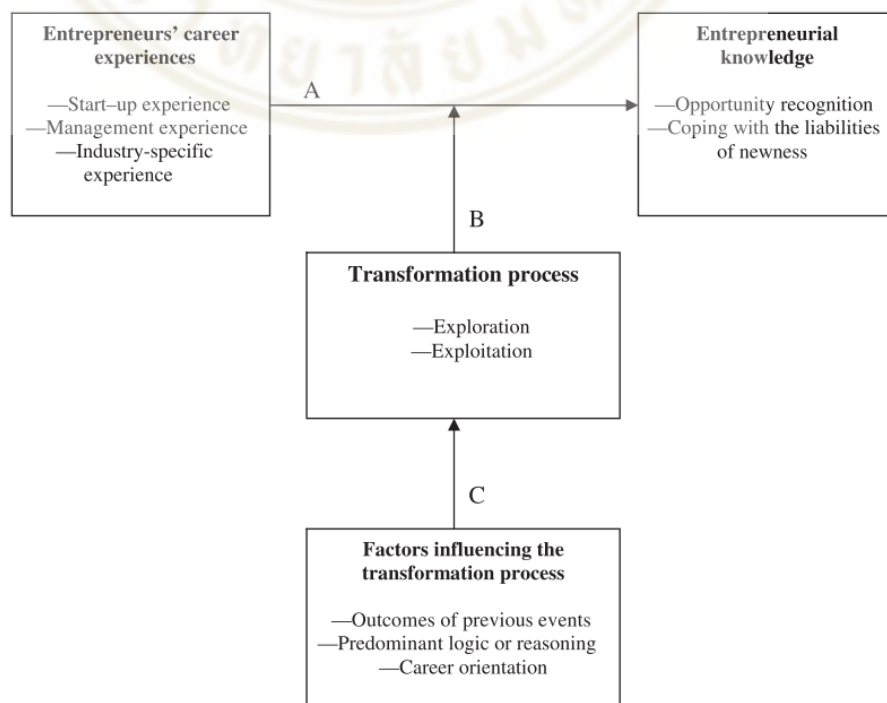 Entrepreneurs' career
experiences
—Start–up experience
—Management experience
—Industry-specific
experience
A
Entrepreneurial
knowledge
—Opportunity recognition
—Coping with the liabilities
of newness
B
Transformation process
—Exploration
—Exploitation
C
Factors influencing the
transformation process
—Outcomes of previous events
—Predominant logic or reasoning
—Career orientation